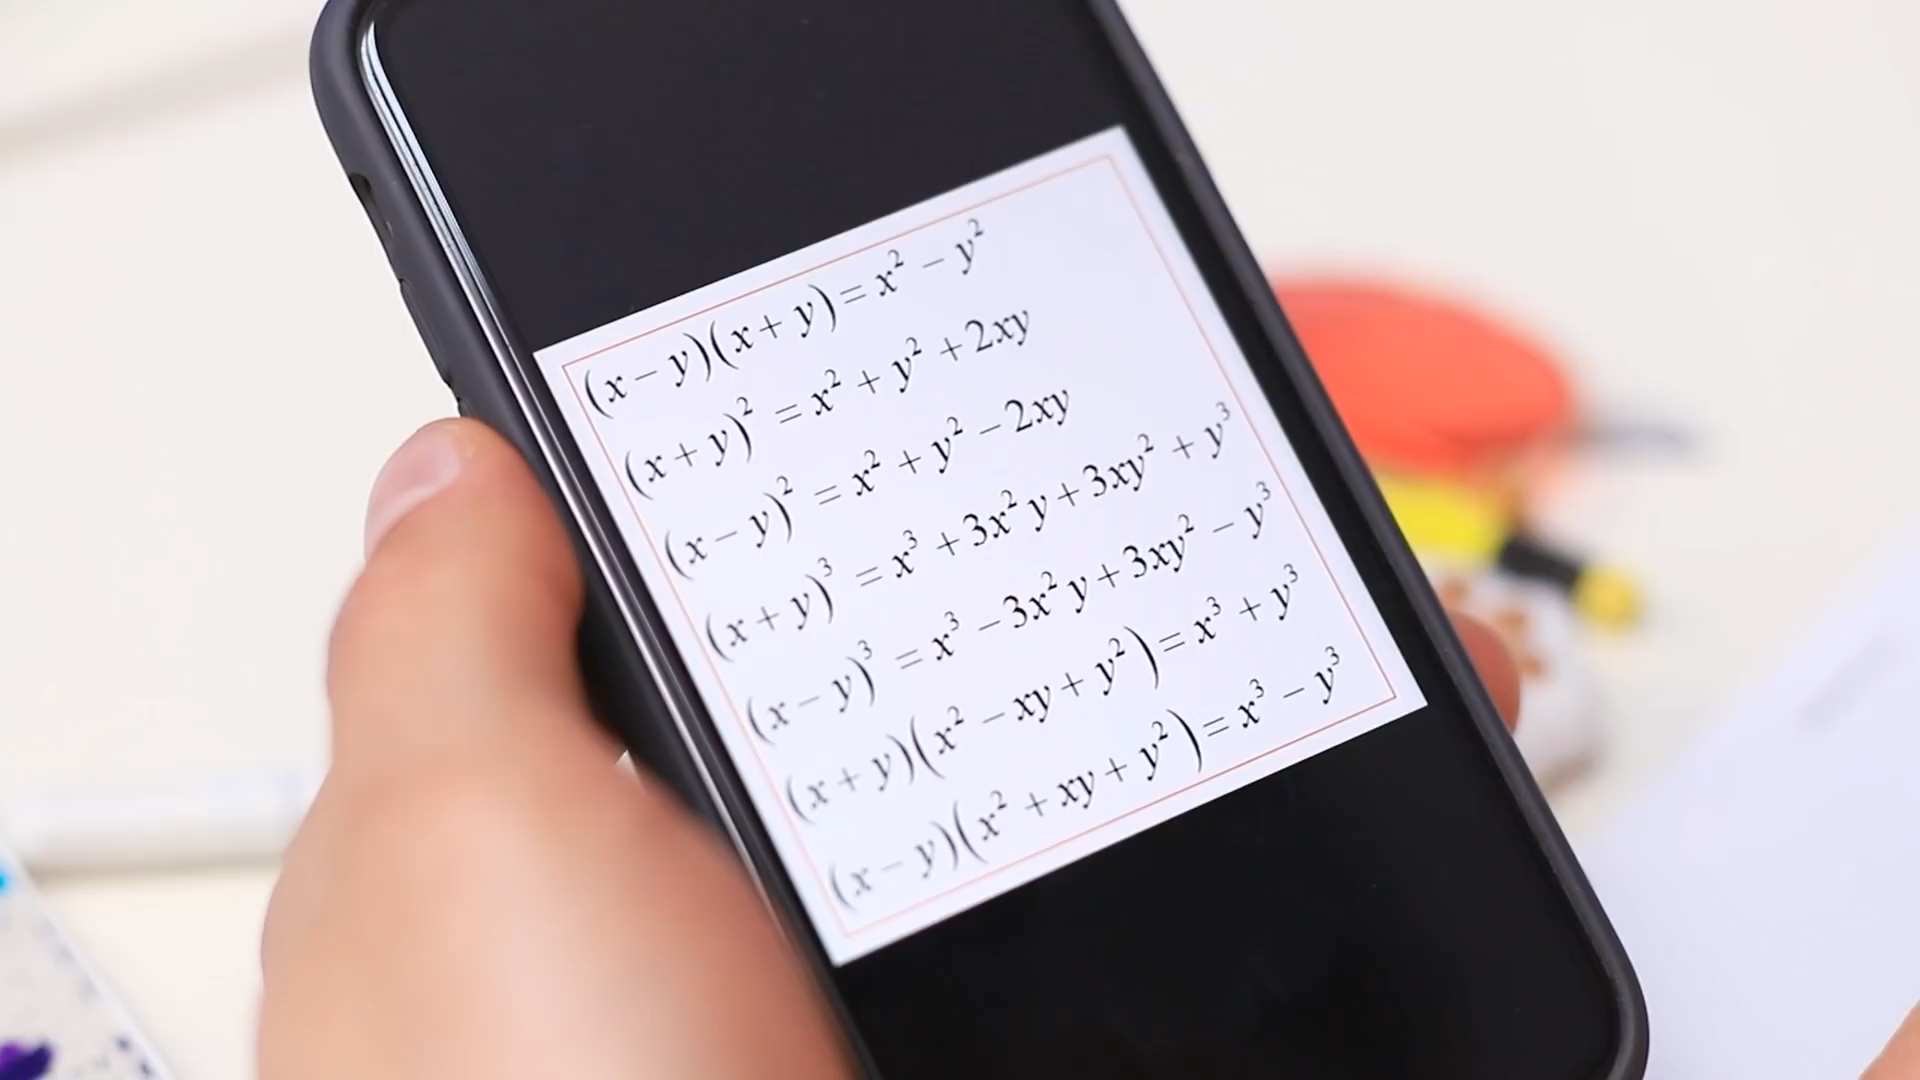 (x − y)(x + y) = x² − y²
(x + y)² = x² + y² + 2xy
(x − y)² = x² + y² − 2xy
(x + y)³ = x³ + 3x²y + 3xy² + y³
(x − y)³ = x³ − 3x²y + 3xy² − y³
(x + y)(x² − xy + y²) = x³ + y³
(x − y)(x² + xy + y²) = x³ − y³